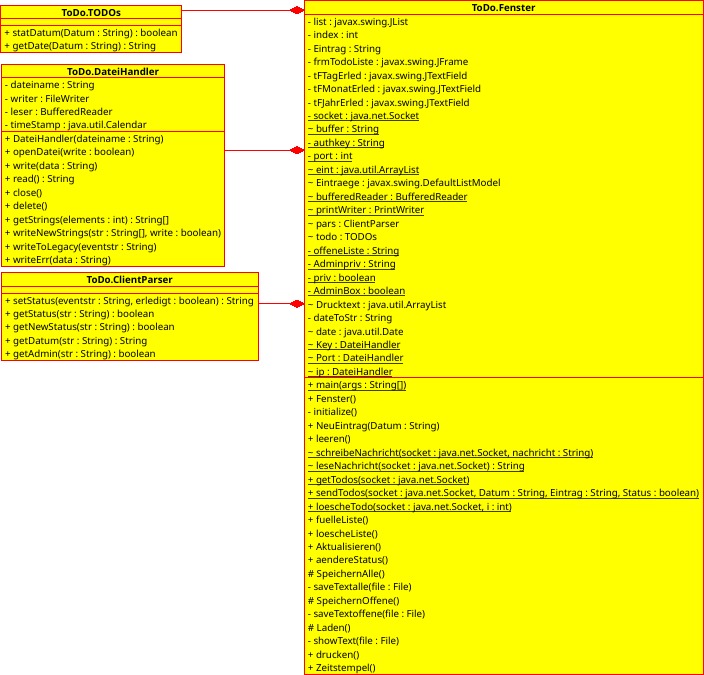 ToDo.TODOs
+ statDatum(Datum : String) : boolean
+ getDate(Datum : String) : String
ToDo.DateiHandler
- dateiname : String
- writer : FileWriter
- leser : BufferedReader
- timeStamp : java.util.Calendar
+ DateiHandler(dateiname : String)
+ openDatei(write : boolean)
+ write(data : String)
+ read() : String
+ close()
+ delete()
+ getStrings(elements : int) : String[]
+ writeNewStrings(str : String[], write : boolean)
+ writeToLegacy(eventstr : String)
+ writeErr(data : String)
ToDo.ClientParser
+ setStatus(eventstr : String, erledigt : boolean) : String
+ getStatus(str : String) : boolean
+ getNewStatus(str : String) : boolean
+ getDatum(str : String) : String
+ getAdmin(str : String) : boolean
ToDo.Fenster
- list : javax.swing.JList
- index : int
- Eintrag : String
- frmTodoListe : javax.swing.JFrame
- tFTagErled : javax.swing.JTextField
- tFMonatErled : javax.swing.JTextField
- tFJahrErled : javax.swing.JTextField
- socket : java.net.Socket
~ buffer : String
- authkey : String
- port : int
~ eint : java.util.ArrayList
~ Eintraege : javax.swing.DefaultListModel
~ bufferedReader : BufferedReader
~ printWriter : PrintWriter
~ pars : ClientParser
~ todo : TODOs
- offeneListe : String
- Adminpriv : String
- priv : boolean
- AdminBox : boolean
~ Drucktext : java.util.ArrayList
- dateToStr : String
~ date : java.util.Date
~ Key : DateiHandler
~ Port : DateiHandler
~ ip : DateiHandler
+ main(args : String[])
+ Fenster()
- initialize()
+ NeuEintrag(Datum : String)
+ leeren()
~ schreibeNachricht(socket : java.net.Socket, nachricht : String)
~ leseNachricht(socket : java.net.Socket) : String
+ getTodos(socket : java.net.Socket)
+ sendTodos(socket : java.net.Socket, Datum : String, Eintrag : String, Status : boolean)
+ loescheTodo(socket : java.net.Socket, i : int)
+ fuelleListe()
+ loescheListe()
+ Aktualisieren()
+ aendereStatus()
# SpeichernAlle()
- saveTextalle(file : File)
# SpeichernOffene()
- saveTextoffene(file : File)
# Laden()
- showText(file : File)
+ drucken()
+ Zeitstempel()